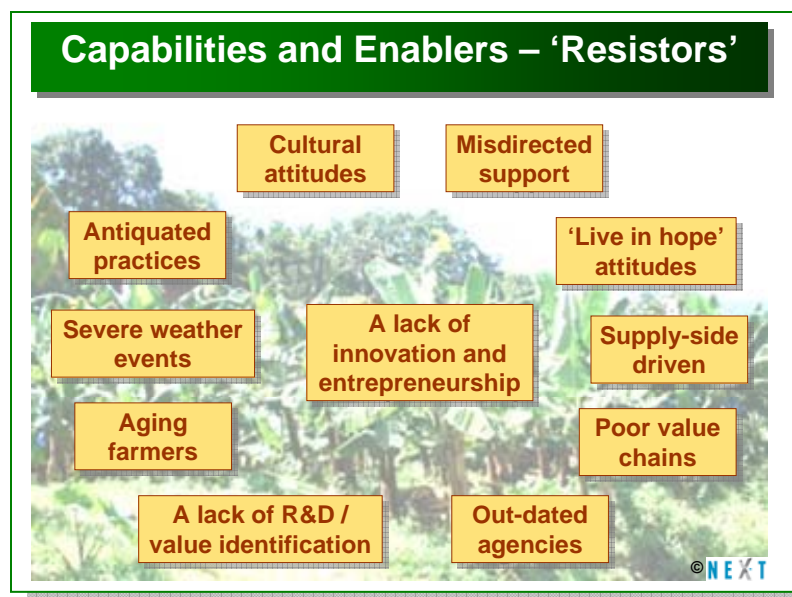 Capabilities and Enablers – ‘Resistors’
Cultural
attitudes
Misdirected
support
Antiquated
practices
‘Live in hope’
attitudes
Severe weather
events
A lack of
innovation and
entrepreneurship
Supply-side
driven
Aging
farmers
Poor value
chains
A lack of R&D /
value identification
Out-dated
agencies
© NEXT